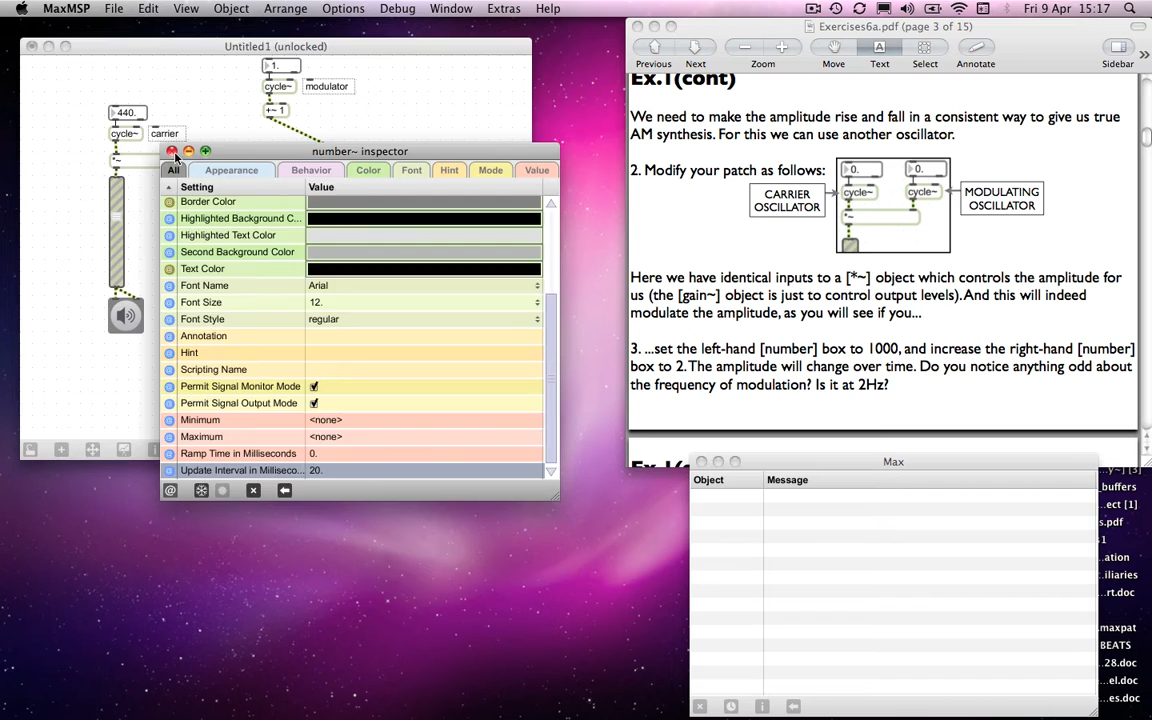 MaxMSP File Edit View Object Arrange Options Debug Window Extras Help Fri 9 Apr 15:17
Untitled1 (unlocked)
1.
cycle~ modulator
+~ 1
440.
cycle~ carrier
*~
number~ inspector
All Appearance Behavior Color Font Hint Mode Value
Setting Value
Border Color
Highlighted Background C...
Highlighted Text Color
Second Background Color
Text Color
Font Name Arial
Font Size 12.
Font Style regular
Annotation
Hint
Scripting Name
Permit Signal Monitor Mode
Permit Signal Output Mode
Minimum <none>
Maximum <none>
Ramp Time in Milliseconds 0.
Update Interval in Milliseco... 20.
Exercises6a.pdf (page 3 of 15)
Previous Next Zoom Move Text Select Annotate Sidebar
Ex.1(cont)
We need to make the amplitude rise and fall in a consistent way to give us true
AM synthesis. For this we can use another oscillator.
2. Modify your patch as follows:
0. 0.
CARRIER
OSCILLATOR
cycle~ cycle~
MODULATING
OSCILLATOR
*~
Here we have identical inputs to a [*~] object which controls the amplitude for
us (the [gain~] object is just to control output levels). And this will indeed
modulate the amplitude, as you will see if you...
3. ...set the left-hand [number] box to 1000, and increase the right-hand [number]
box to 2. The amplitude will change over time. Do you notice anything odd about
the frequency of modulation? Is it at 2Hz?
Max
Object Message
_buffers
...ect [1]
s.pdf
...ation
...iliaries
...rt.doc
.maxpat
BEATS
28.doc
...el.doc
...es.doc